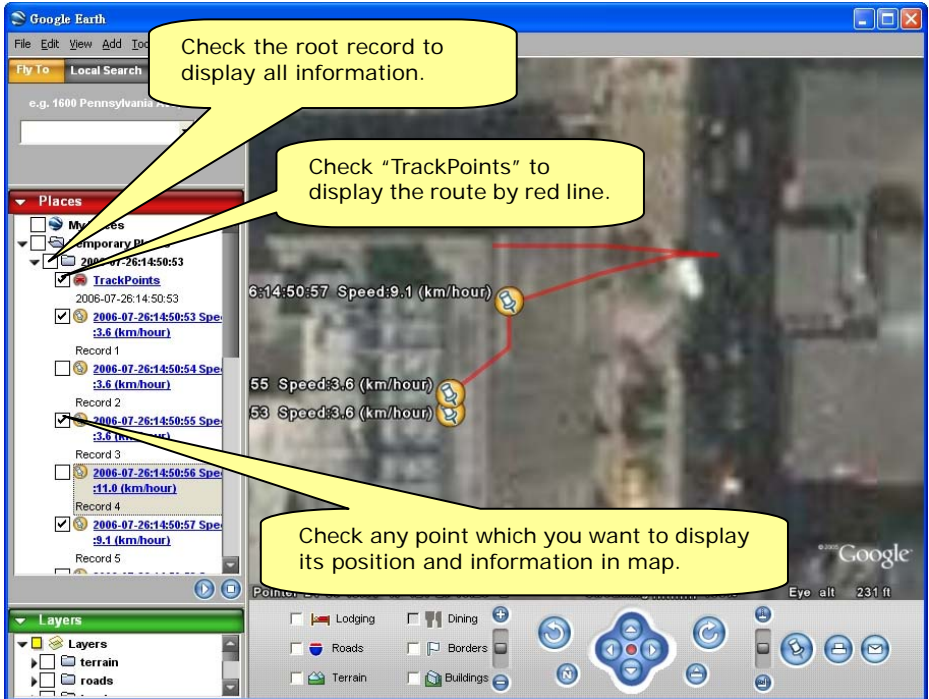 Google Earth
File Edit View Add
Check the root record to
display all information.
Fly To Local Search
e.g. 1600 Pennsylvania
Check “TrackPoints” to
display the route by red line.
Places
Temporary
2006-07-26:14:50:53
TrackPoints
2006-07-26:14:50:53
2006-07-26:14:50:53 Spe
:3.6 (km/hour)
Record 1
2006-07-26:14:50:54 Spe
:3.6 (km/hour)
Record 2
2006-07-26:14:50:55 Spe
:3.6 (km/hour)
Record 3
2006-07-26:14:50:56 Spe
:11.0 (km/hour)
Record 4
2006-07-26:14:50:57 Spe
:9.1 (km/hour)
Record 5
6:14:50:57 Speed:9.1 (km/hour)
55 Speed:3.6 (km/hour)
53 Speed:3.6 (km/hour)
Check any point which you want to display
its position and information in map.
Google
Pointer
Eye alt 231 ft
Layers
Layers
terrain
roads
Lodging Dining
Roads Borders
Terrain Buildings
N